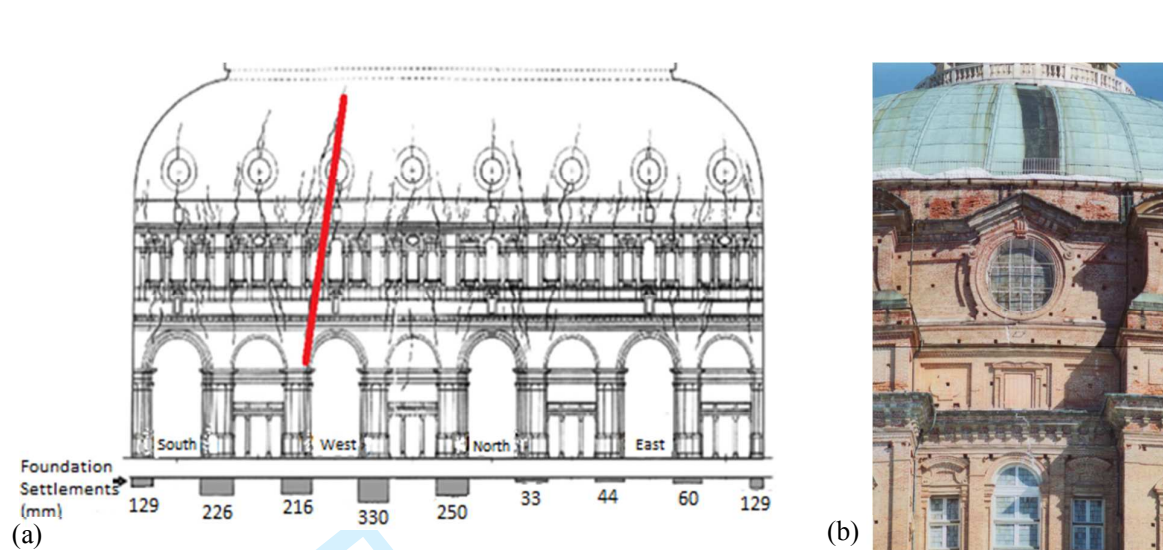 South
West
North
East
Foundation
Settlements
(mm)
129
226
216
330
250
33
44
60
129
(a)
(b)